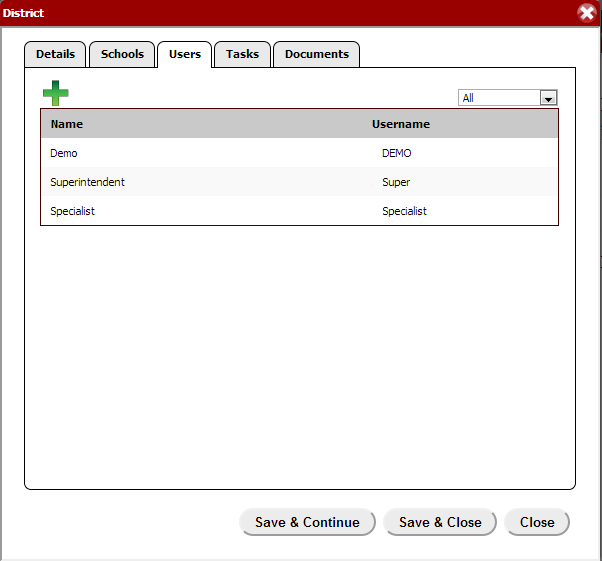 District
Details Schools Users Tasks Documents
All
Name Username
Demo DEMO
Superintendent Super
Specialist Specialist
Save & Continue Save & Close Close